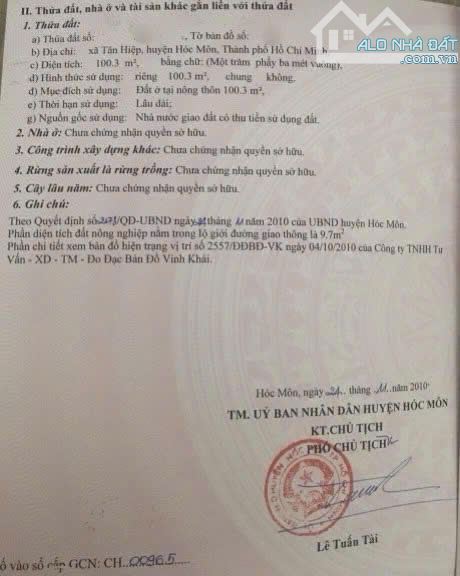 II. Thửa đất, nhà ở và tài sản khác gắn liền với thửa đất
1. Thửa đất:
a) Thửa đất số: , Tờ bản đồ số:
b) Địa chỉ: xã Tân Hiệp, huyện Hóc Môn, Thành phố Hồ Chí Minh
c) Diện tích: 100.3 m², bằng chữ: (Một trăm phẩy ba mét vuông),
d) Hình thức sử dụng: riêng 100.3 m², chung không.
đ) Mục đích sử dụng: Đất ở tại nông thôn 100.3 m²,
e) Thời hạn sử dụng: Lâu dài;
g) Nguồn gốc sử dụng: Nhà nước giao đất có thu tiền sử dụng đất.
2. Nhà ở: Chưa chứng nhận quyền sở hữu.
3. Công trình xây dựng khác: Chưa chứng nhận quyền sở hữu.
4. Rừng sản xuất là rừng trồng: Chưa chứng nhận quyền sở hữu.
5. Cây lâu năm: Chưa chứng nhận quyền sở hữu.
6. Ghi chú:
Theo Quyết định số /QĐ-UBND ngày tháng 11 năm 2010 của UBND huyện Hóc Môn.
Phần diện tích đất nông nghiệp nằm trong lộ giới đường giao thông là 9.7m²
Phần chi tiết xem bản đồ hiện trạng vị trí số 2557/ĐĐBĐ-VK ngày 04/10/2010 của Công ty TNHH Tư
Vấn - XD - TM - Đo Đạc Bản Đồ Vinh Khải.
ALO NHÀ ĐẤT
.com.vn
Hóc Môn, ngày 24 tháng 11 năm 2010
TM. UỶ BAN NHÂN DÂN HUYỆN HÓC MÔN
KT.CHỦ TỊCH
PHÓ CHỦ TỊCH
Lê Tuấn Tài
ố vào sổ cấp GCN: CH 00965